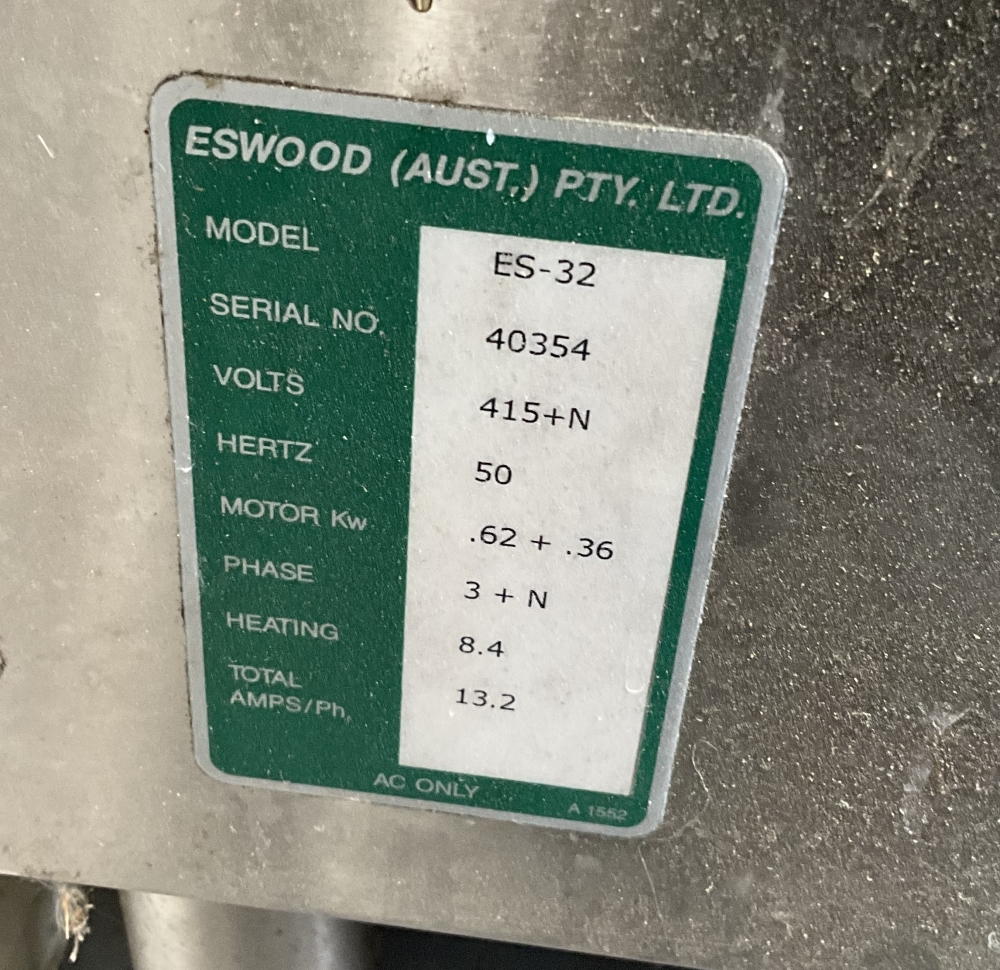 ESWOOD (AUST.) PTY. LTD.
MODEL ES-32
SERIAL NO. 40354
VOLTS 415+N
HERTZ 50
MOTOR Kw .62 + .36
PHASE 3 + N
HEATING 8.4
TOTAL
AMPS/Ph. 13.2
AC ONLY
A 1552